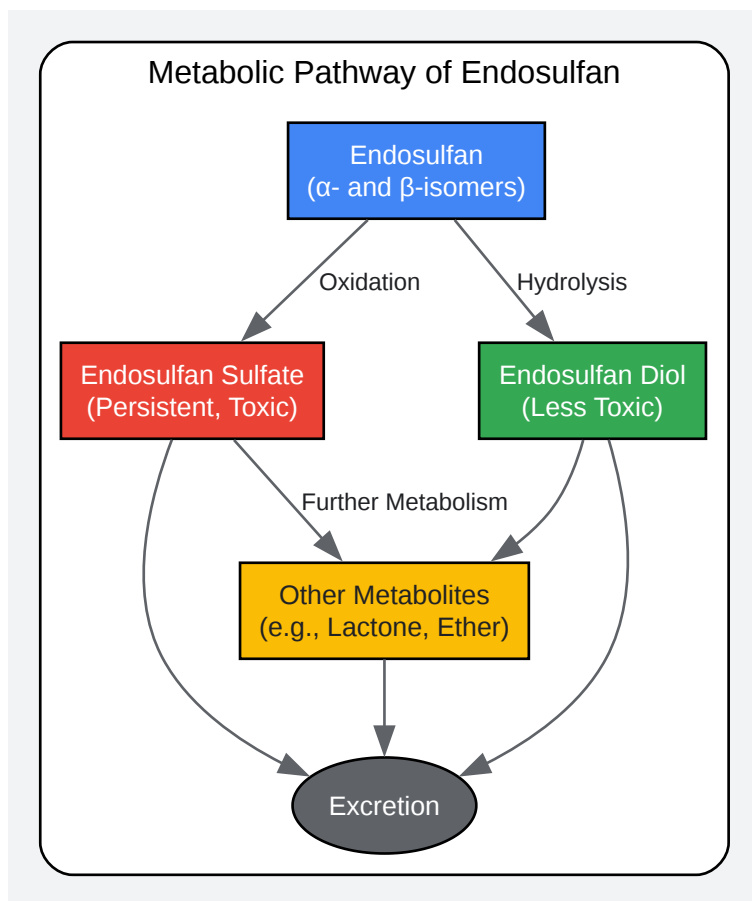 Metabolic Pathway of Endosulfan
Endosulfan
(α- and β-isomers)
Oxidation
Hydrolysis
Endosulfan Sulfate
(Persistent, Toxic)
Endosulfan Diol
(Less Toxic)
Further Metabolism
Other Metabolites
(e.g., Lactone, Ether)
Excretion